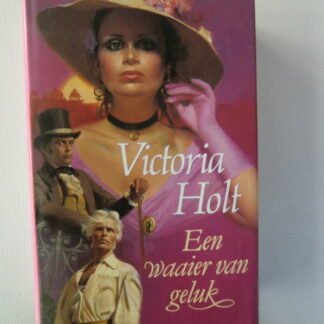 Victoria
Holt
Een
waaier van
geluk